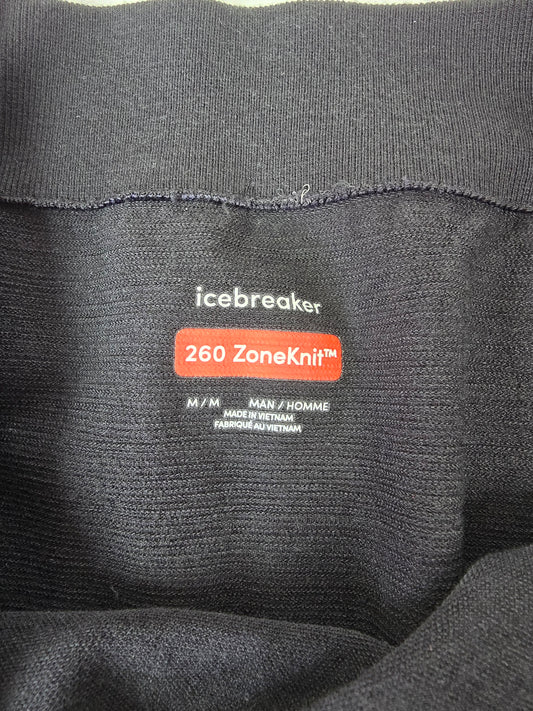 icebreaker
260 ZoneKnit™
M / M MAN / HOMME
MADE IN VIETNAM
FABRIQUÉ AU VIETNAM